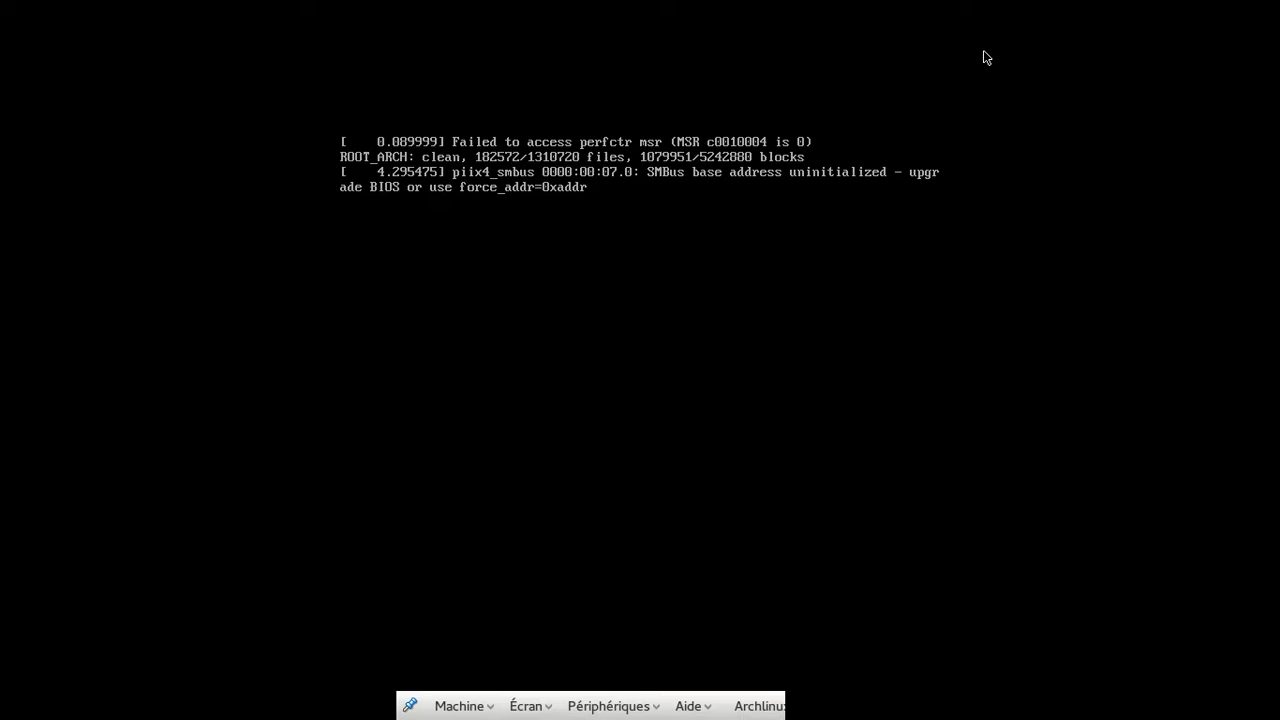 [    0.089999] Failed to access perfctr msr (MSR c0010004 is 0)
ROOT_ARCH: clean, 182572/1310720 files, 1079951/5242880 blocks
[    4.295475] piix4_smbus 0000:00:07.0: SMBus base address uninitialized - upgr
ade BIOS or use force_addr=0xaddr
Machine Écran Périphériques Aide Archlinu